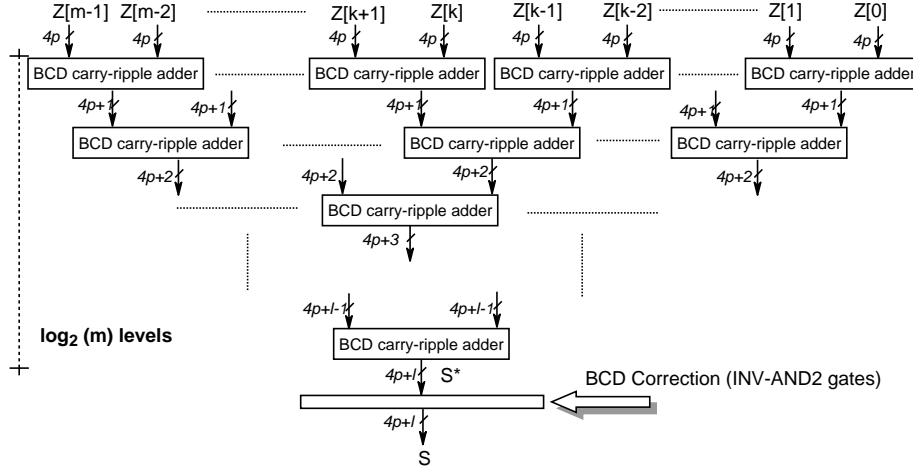 Z[m-1] Z[m-2] Z[k+1] Z[k] Z[k-1] Z[k-2] Z[1] Z[0]
4p 4p 4p 4p 4p 4p 4p 4p
BCD carry-ripple adder BCD carry-ripple adder BCD carry-ripple adder BCD carry-ripple adder
4p+1 4p+1 4p+1 4p+1 4p+1 4p+1
BCD carry-ripple adder BCD carry-ripple adder BCD carry-ripple adder
4p+2 4p+2 4p+2 4p+2
BCD carry-ripple adder
4p+3
4p+l-1 4p+l-1
log2 (m) levels
BCD carry-ripple adder
4p+l S*
BCD Correction (INV-AND2 gates)
4p+l
S